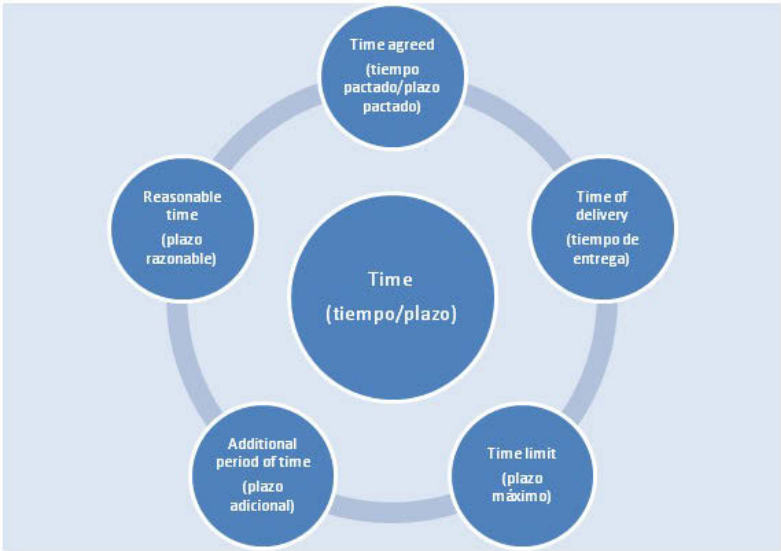 Time agreed
(tiempo
pactado/plazo
pactado)
Reasonable
time
(plazo
razonable)
Time of
delivery
(tiempo de
entrega)
Time
(tiempo/plazo)
Additional
period of time
(plazo
adicional)
Time limit
(plazo
máximo)